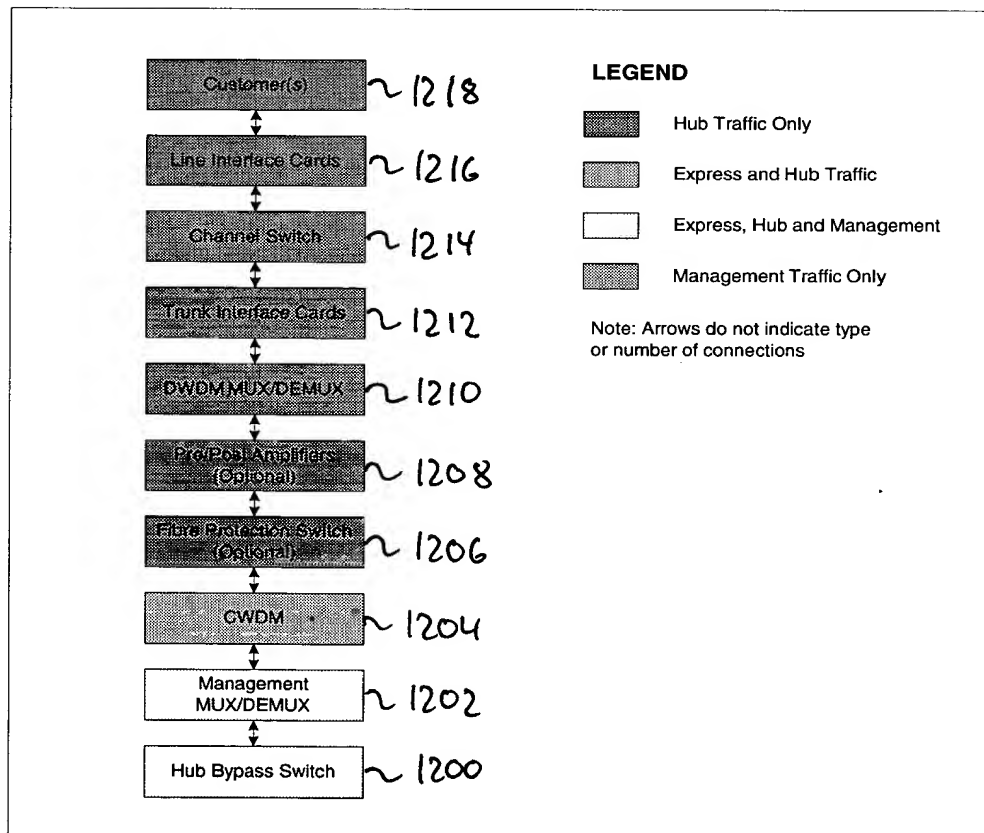 Customer(s)
1218
Line Interface Cards
1216
Channel Switch
1214
Trunk Interface Cards
1212
DWDM MUX/DEMUX
1210
Pre/Post Amplifiers
(Optional)
1208
Fibre Protection Switch
(Optional)
1206
CWDM
1204
Management
MUX/DEMUX
1202
Hub Bypass Switch
1200
LEGEND
Hub Traffic Only
Express and Hub Traffic
Express, Hub and Management
Management Traffic Only
Note: Arrows do not indicate type
or number of connections